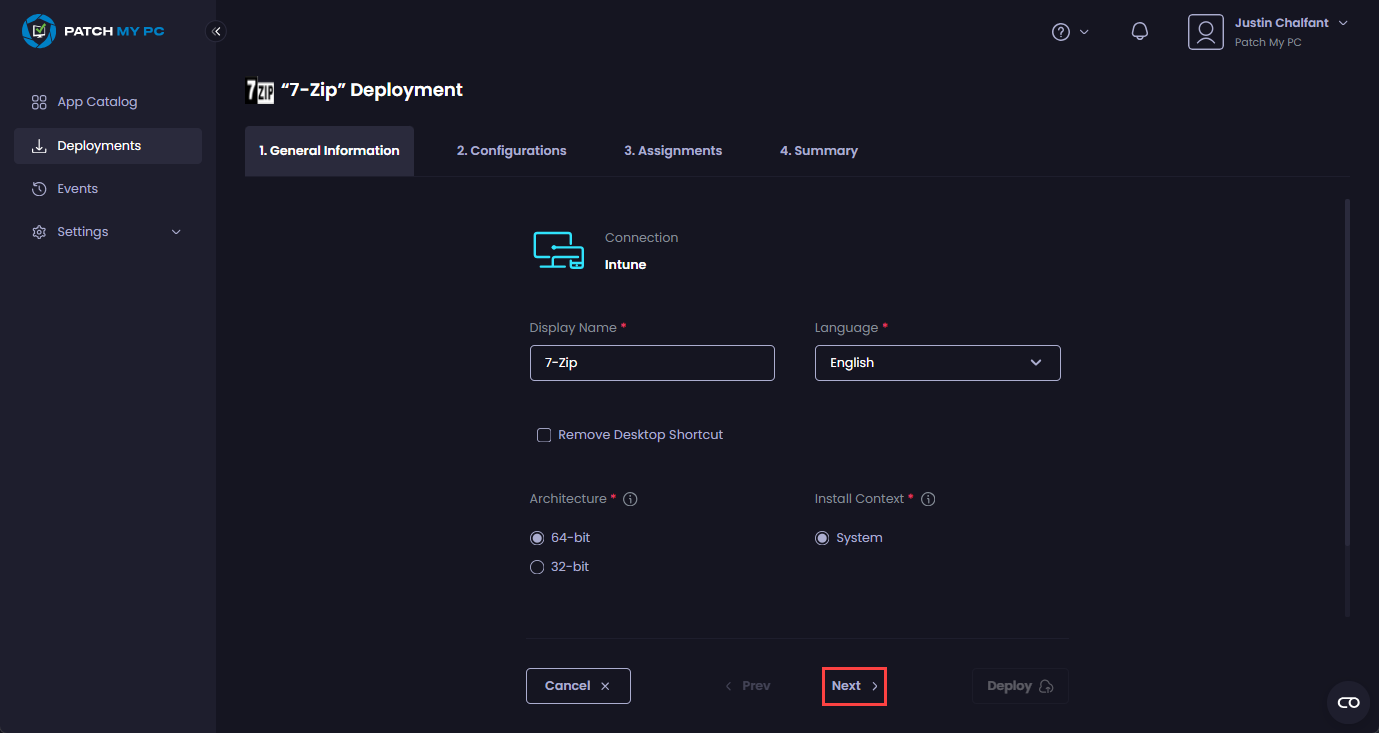 PATCH MY PC
Justin Chalfant
Patch My PC
App Catalog
Deployments
Events
Settings
7ZIP “7-Zip” Deployment
1. General Information 2. Configurations 3. Assignments 4. Summary
Connection
Intune
Display Name * Language *
7-Zip English
Remove Desktop Shortcut
Architecture * Install Context *
64-bit System
32-bit
Cancel Prev Next Deploy